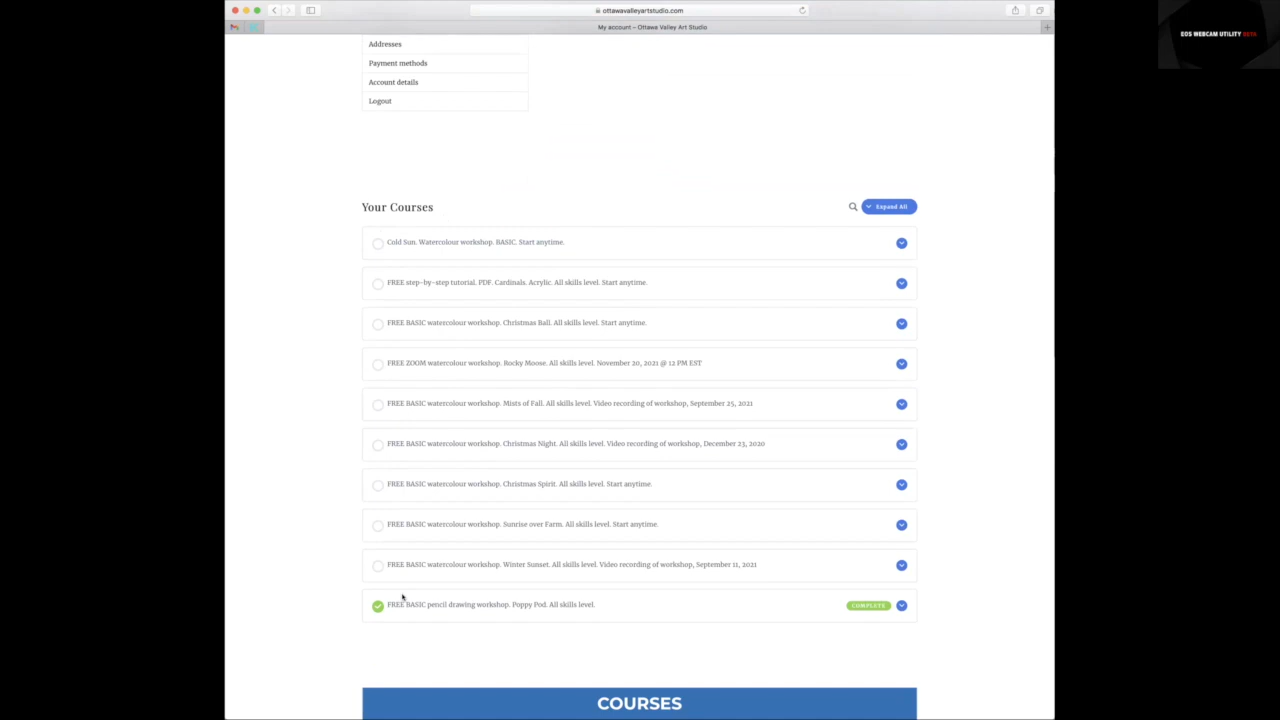 ottawavalleyartstudio.com
My account – Ottawa Valley Art Studio
EOS WEBCAM UTILITY BETA
Addresses
Payment methods
Account details
Logout
Your Courses
Expand All
Cold Sun. Watercolour workshop. BASIC. Start anytime.
FREE step-by-step tutorial. PDF. Cardinals. Acrylic. All skills level. Start anytime.
FREE BASIC watercolour workshop. Christmas Ball. All skills level. Start anytime.
FREE ZOOM watercolour workshop. Rocky Moose. All skills level. November 20, 2021 @ 12 PM EST
FREE BASIC watercolour workshop. Mists of Fall. All skills level. Video recording of workshop, September 25, 2021
FREE BASIC watercolour workshop. Christmas Night. All skills level. Video recording of workshop, December 23, 2020
FREE BASIC watercolour workshop. Christmas Spirit. All skills level. Start anytime.
FREE BASIC watercolour workshop. Sunrise over Farm. All skills level. Start anytime.
FREE BASIC watercolour workshop. Winter Sunset. All skills level. Video recording of workshop, September 11, 2021
FREE BASIC pencil drawing workshop. Poppy Pod. All skills level.
COMPLETE
COURSES